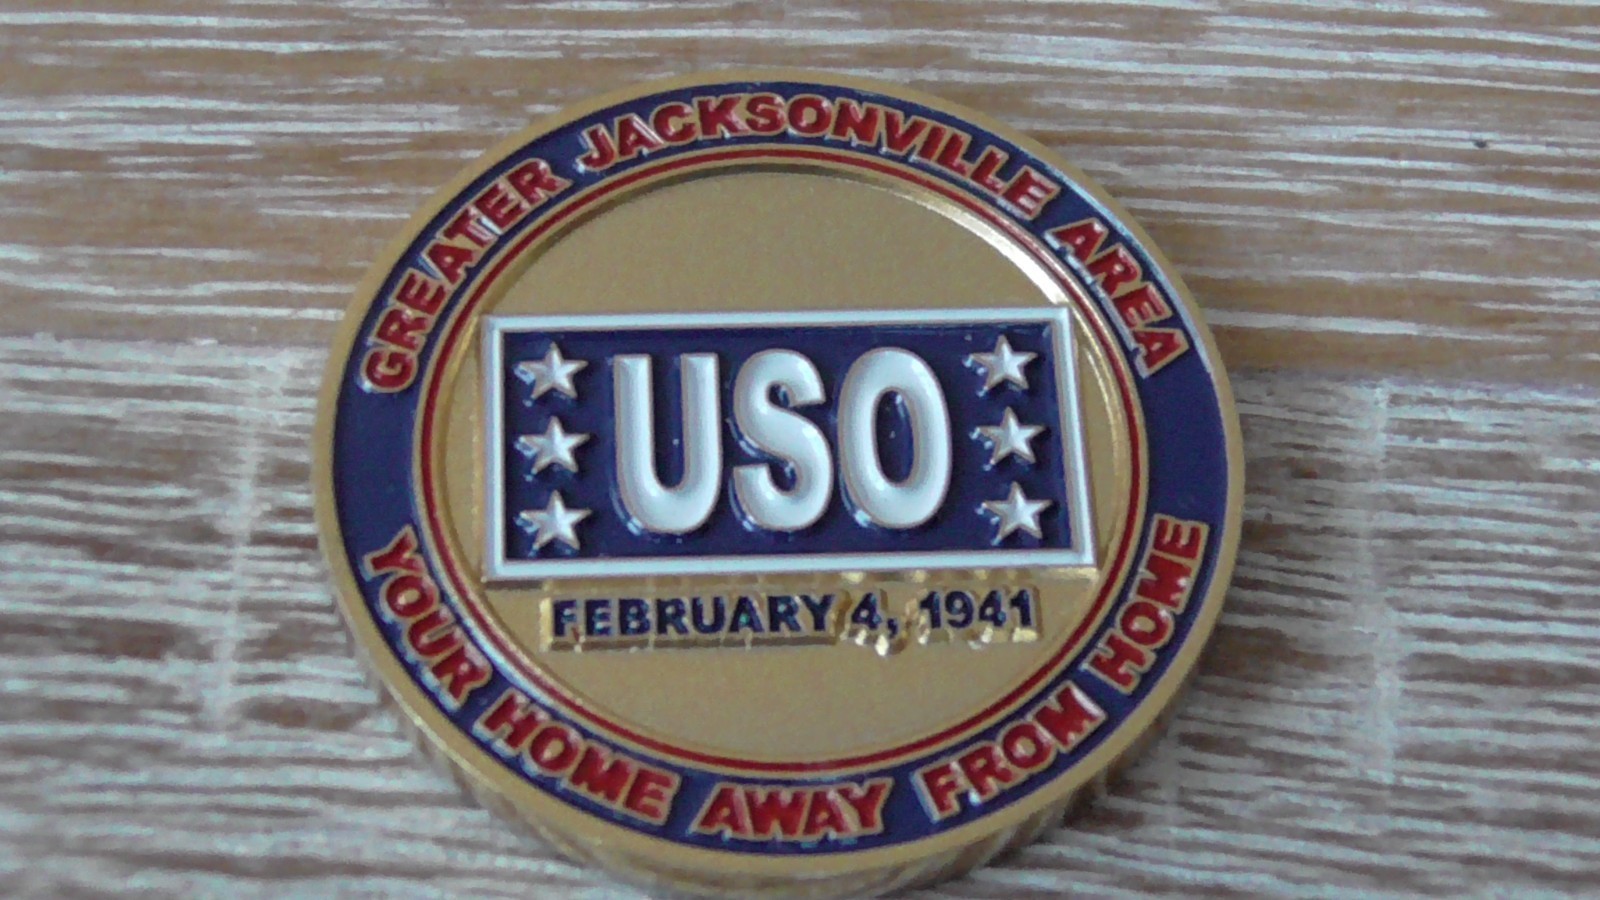 GREATER JACKSONVILLE AREA
USO
FEBRUARY 4, 1941
YOUR HOME AWAY FROM HOME